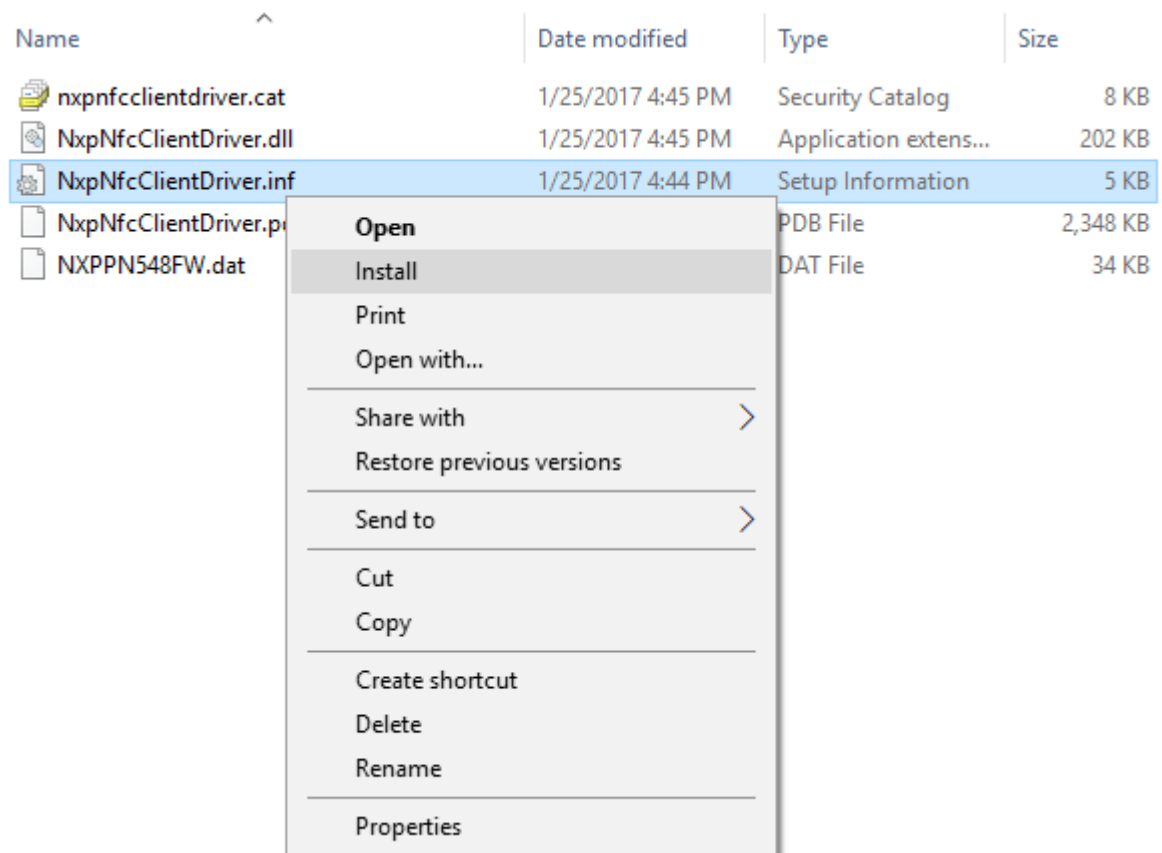 Name Date modified Type Size
nxpnfcclientdriver.cat 1/25/2017 4:45 PM Security Catalog 8 KB
NxpNfcClientDriver.dll 1/25/2017 4:45 PM Application extens... 202 KB
NxpNfcClientDriver.inf 1/25/2017 4:44 PM Setup Information 5 KB
NxpNfcClientDriver.p PDB File 2,348 KB
NXPPN548FW.dat DAT File 34 KB
Open
Install
Print
Open with...
Share with
Restore previous versions
Send to
Cut
Copy
Create shortcut
Delete
Rename
Properties